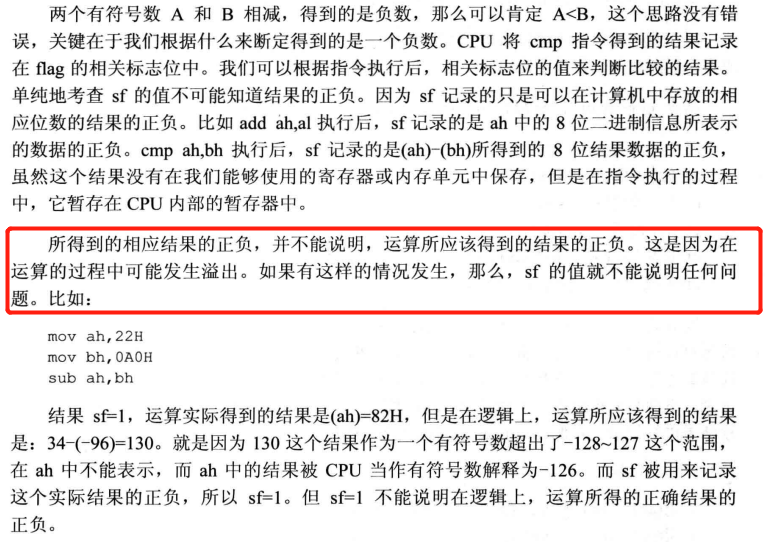 两个有符号数 A 和 B 相减，得到的是负数，那么可以肯定 A<B，这个思路没有错
误，关键在于我们根据什么来断定得到的是一个负数。CPU 将 cmp 指令得到的结果记录
在 flag 的相关标志位中。我们可以根据指令执行后，相关标志位的值来判断比较的结果。
单纯地考查 sf 的值不可能知道结果的正负。因为 sf 记录的只是可以在计算机中存放的相
应位数的结果的正负。比如 add ah,al 执行后，sf 记录的是 ah 中的 8 位二进制信息所表示
的数据的正负。cmp ah,bh 执行后，sf 记录的是(ah)-(bh)所得到的 8 位结果数据的正负，
虽然这个结果没有在我们能够使用的寄存器或内存单元中保存，但是在指令执行的过程
中，它暂存在 CPU 内部的暂存器中。
所得到的相应结果的正负，并不能说明，运算所应该得到的结果的正负。这是因为在
运算的过程中可能发生溢出。如果有这样的情况发生，那么，sf 的值就不能说明任何问
题。比如：
mov ah,22H
mov bh,0A0H
sub ah,bh
结果 sf=1，运算实际得到的结果是(ah)=82H，但是在逻辑上，运算所应该得到的结果
是：34-(-96)=130。就是因为 130 这个结果作为一个有符号数超出了-128~127 这个范围，
在 ah 中不能表示，而 ah 中的结果被 CPU 当作有符号数解释为-126。而 sf 被用来记录
这个实际结果的正负，所以 sf=1。但 sf=1 不能说明在逻辑上，运算所得的正确结果的
正负。